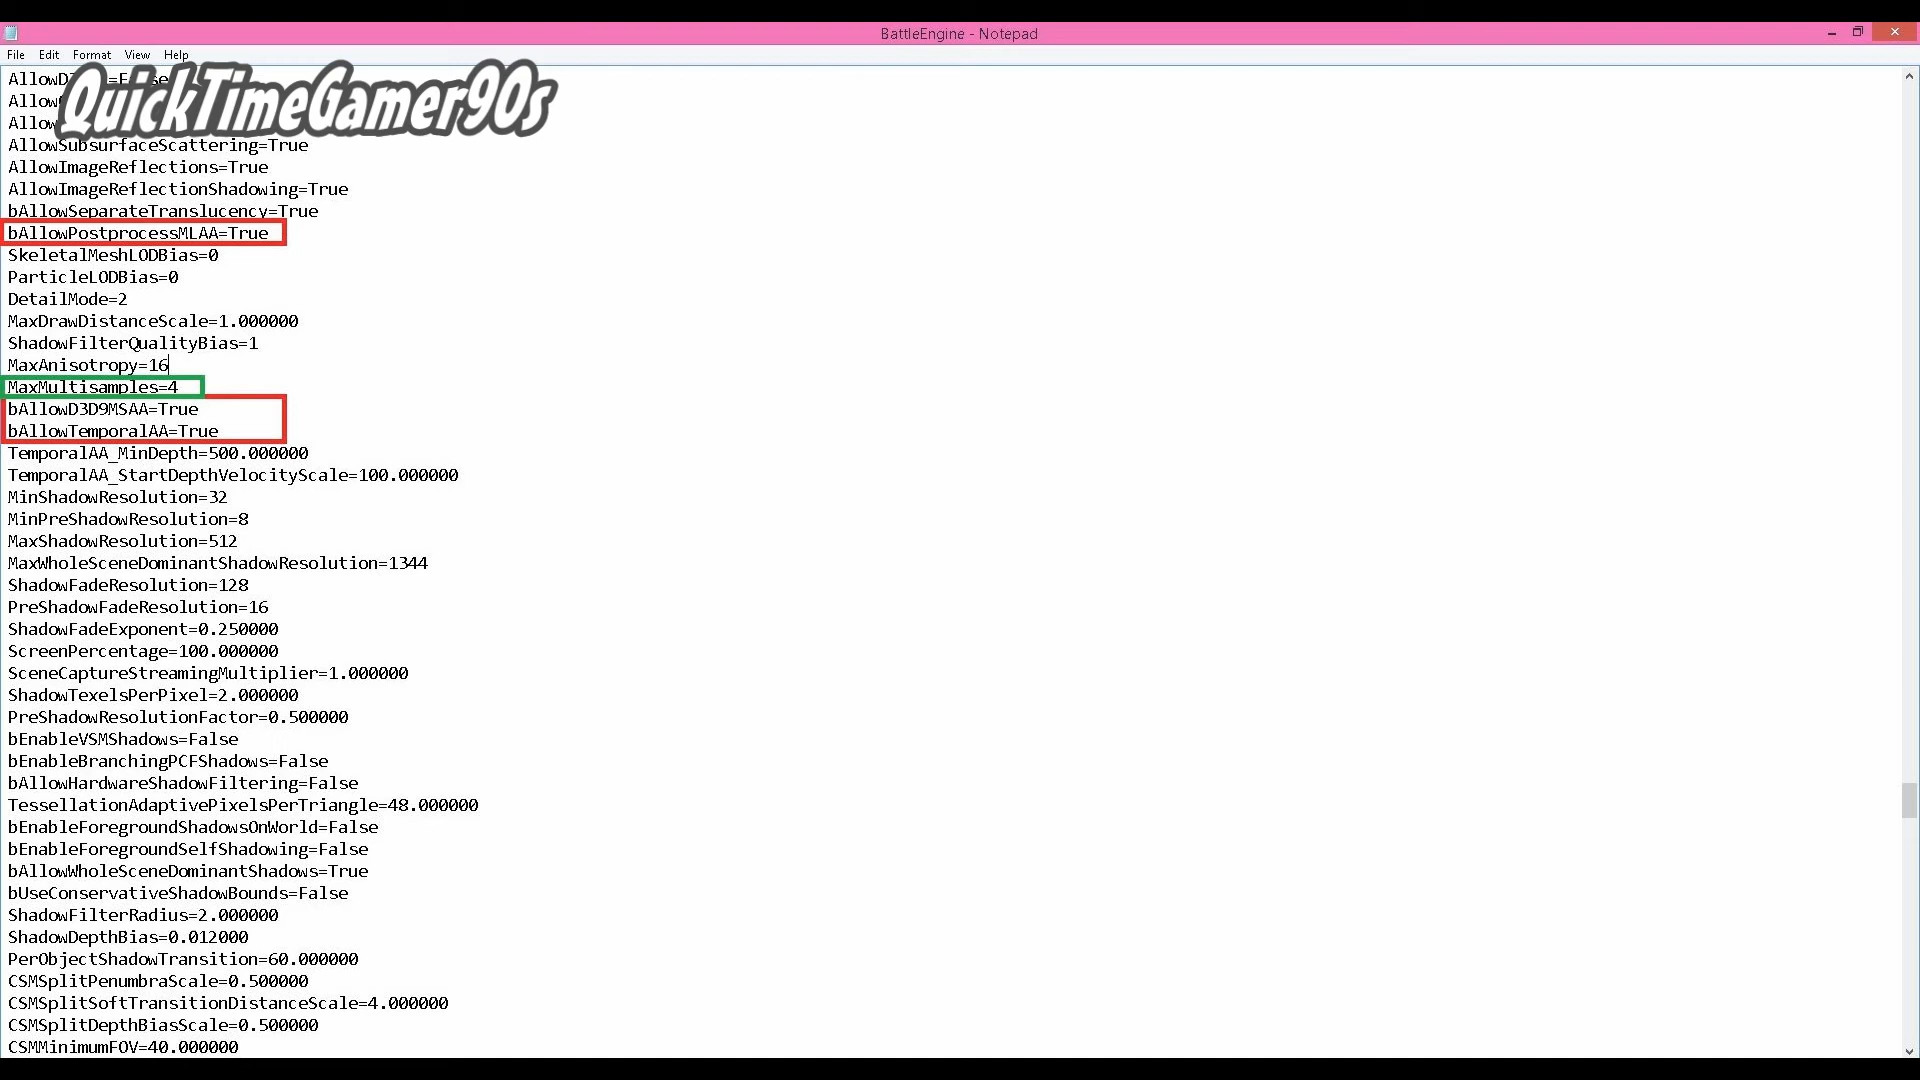 BattleEngine - Notepad
File Edit Format View Help
QuickTimeGamer90s
AllowSubsurfaceScattering=True
AllowImageReflections=True
AllowImageReflectionShadowing=True
bAllowSeparateTranslucency=True
bAllowPostprocessMLAA=True
SkeletalMeshLODBias=0
ParticleLODBias=0
DetailMode=2
MaxDrawDistanceScale=1.000000
ShadowFilterQualityBias=1
MaxAnisotropy=16
MaxMultisamples=4
bAllowD3D9MSAA=True
bAllowTemporalAA=True
TemporalAA_MinDepth=500.000000
TemporalAA_StartDepthVelocityScale=100.000000
MinShadowResolution=32
MinPreShadowResolution=8
MaxShadowResolution=512
MaxWholeSceneDominantShadowResolution=1344
ShadowFadeResolution=128
PreShadowFadeResolution=16
ShadowFadeExponent=0.250000
ScreenPercentage=100.000000
SceneCaptureStreamingMultiplier=1.000000
ShadowTexelsPerPixel=2.000000
PreShadowResolutionFactor=0.500000
bEnableVSMShadows=False
bEnableBranchingPCFShadows=False
bAllowHardwareShadowFiltering=False
TessellationAdaptivePixelsPerTriangle=48.000000
bEnableForegroundShadowsOnWorld=False
bEnableForegroundSelfShadowing=False
bAllowWholeSceneDominantShadows=True
bUseConservativeShadowBounds=False
ShadowFilterRadius=2.000000
ShadowDepthBias=0.012000
PerObjectShadowTransition=60.000000
CSMSplitPenumbraScale=0.500000
CSMSplitSoftTransitionDistanceScale=4.000000
CSMSplitDepthBiasScale=0.500000
CSMMinimumFOV=40.000000